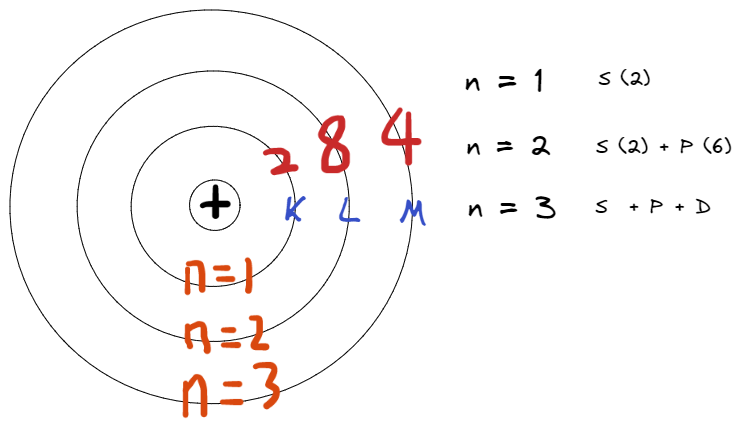 2 8 4
+
K L M
n=1
n=2
n=3
n = 1 S (2)
n = 2 S (2) + P (6)
n = 3 S + P + D